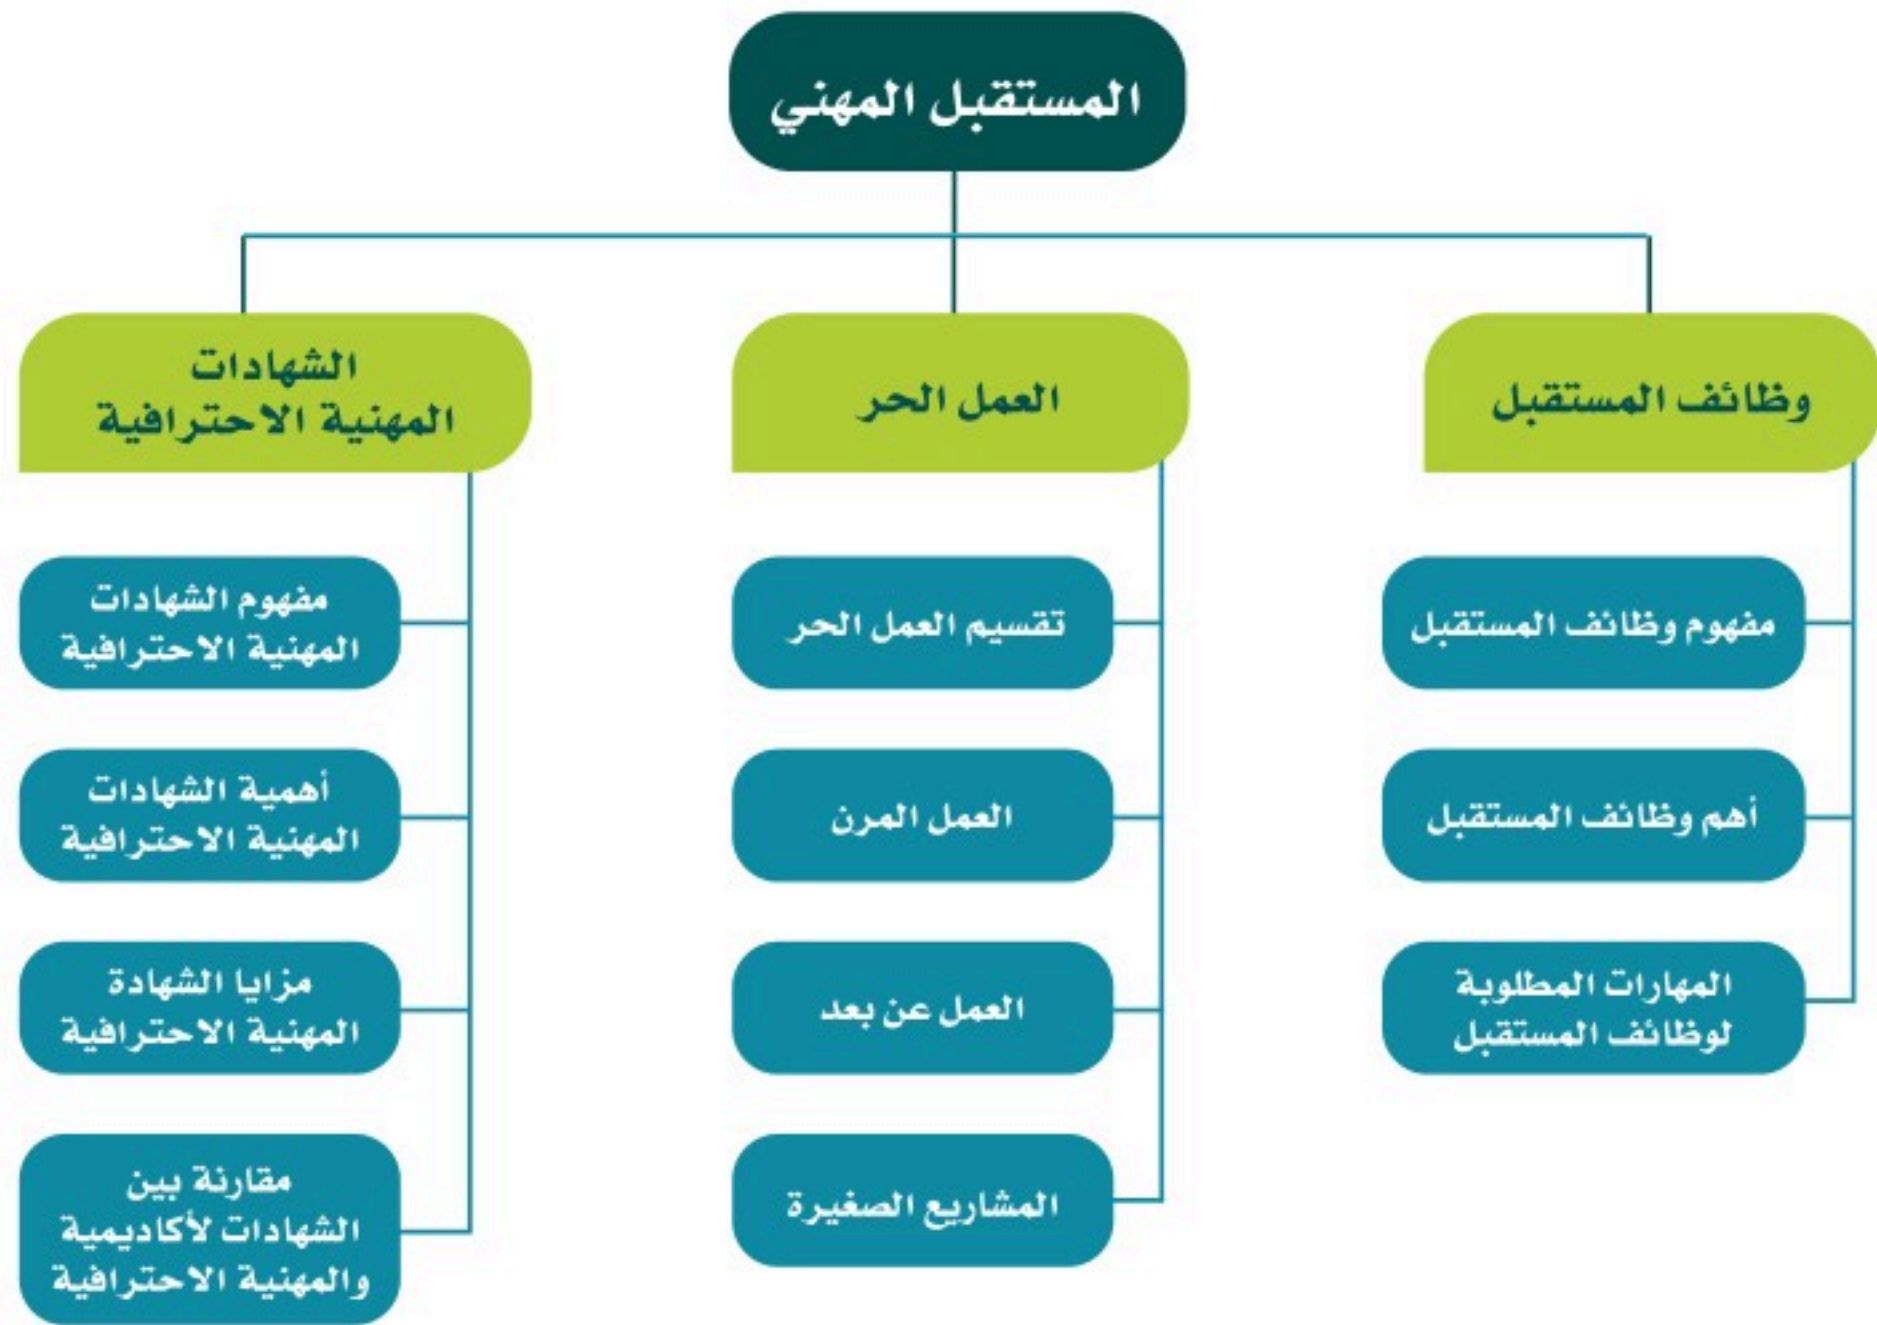 المستقبل المهني
وظائف المستقبل
مفهوم وظائف المستقبل
أهم وظائف المستقبل
المهارات المطلوبة
لوظائف المستقبل
العمل الحر
تقسيم العمل الحر
العمل المرن
العمل عن بعد
المشاريع الصغيرة
الشهادات
المهنية الاحترافية
مفهوم الشهادات
المهنية الاحترافية
أهمية الشهادات
المهنية الاحترافية
مزايا الشهادة
المهنية الاحترافية
مقارنة بين
الشهادات لأكاديمية
والمهنية الاحترافية